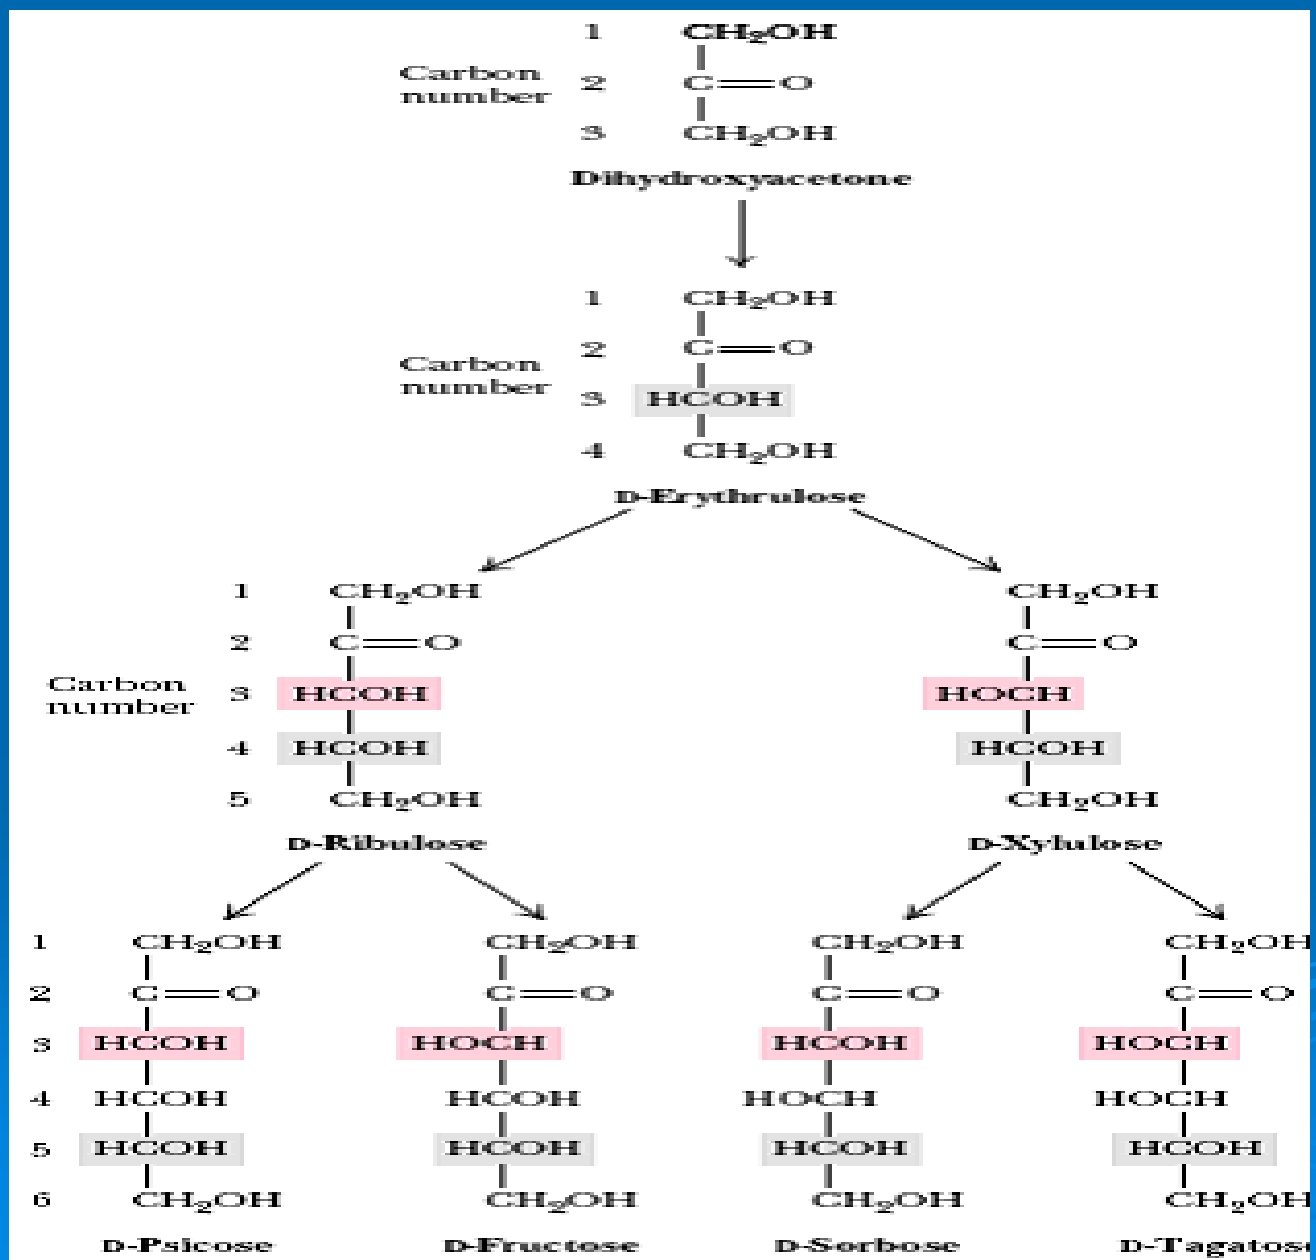 1 CH₂OH
Carbon number 2 C=O
3 CH₂OH
Dihydroxyacetone
1 CH₂OH
2 C=O
Carbon number
3 HCOH
4 CH₂OH
D-Erythrulose
1 CH₂OH CH₂OH
2 C=O C=O
Carbon number 3 HCOH HOCH
4 HCOH HCOH
5 CH₂OH CH₂OH
D-Ribulose D-Xylulose
1 CH₂OH CH₂OH CH₂OH CH₂OH
2 C=O C=O C=O C=O
3 HCOH HOCH HCOH HOCH
4 HCOH HCOH HOCH HOCH
5 HCOH HCOH HCOH HCOH
6 CH₂OH CH₂OH CH₂OH CH₂OH
D-Psicose D-Fructose D-Sorbose D-Tagatos